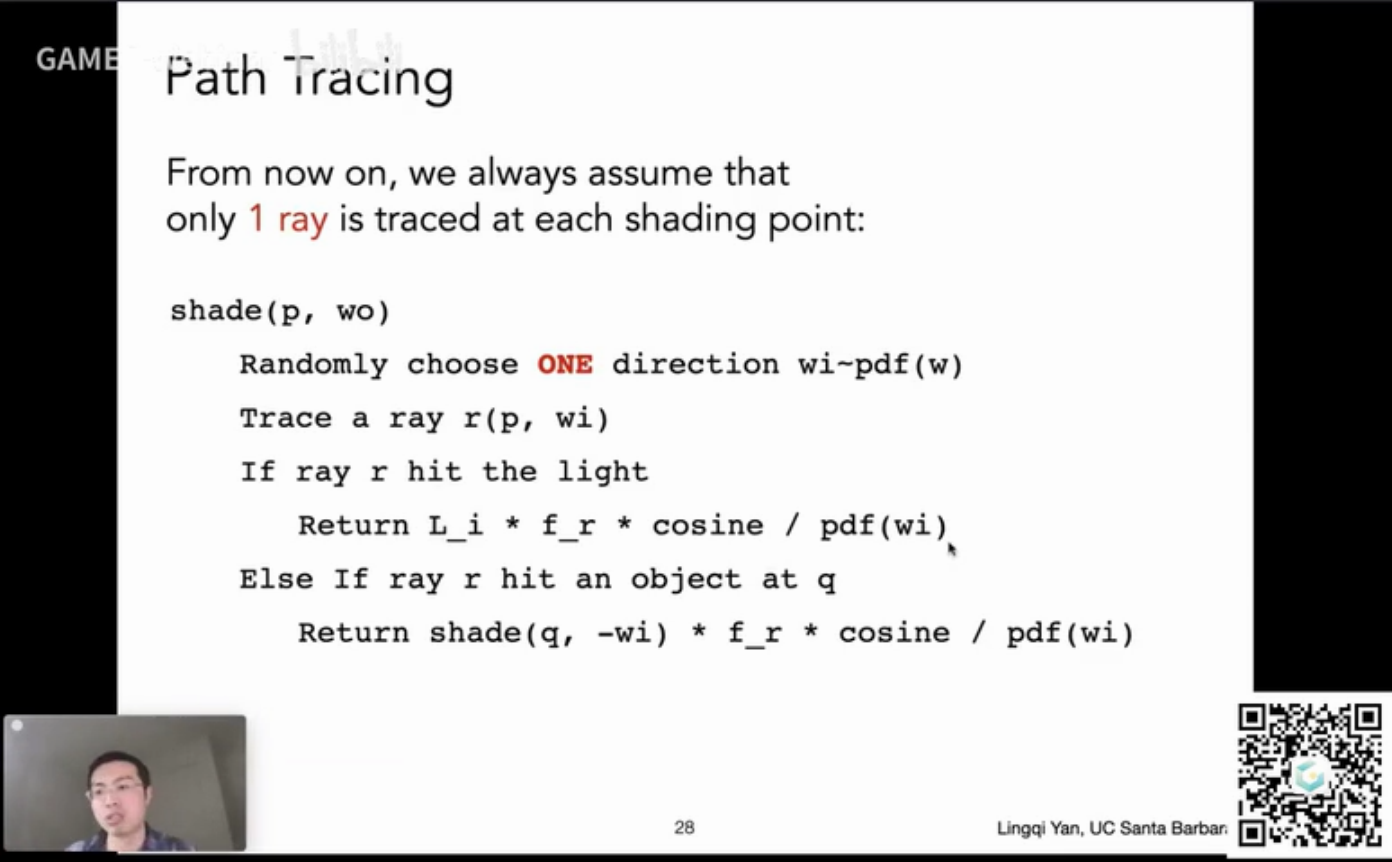 GAME
Path Tracing
From now on, we always assume that
only 1 ray is traced at each shading point:
shade(p, wo)
Randomly choose ONE direction wi~pdf(w)
Trace a ray r(p, wi)
If ray r hit the light
Return L_i * f_r * cosine / pdf(wi)
Else If ray r hit an object at q
Return shade(q, -wi) * f_r * cosine / pdf(wi)
28
Lingqi Yan, UC Santa Barbar